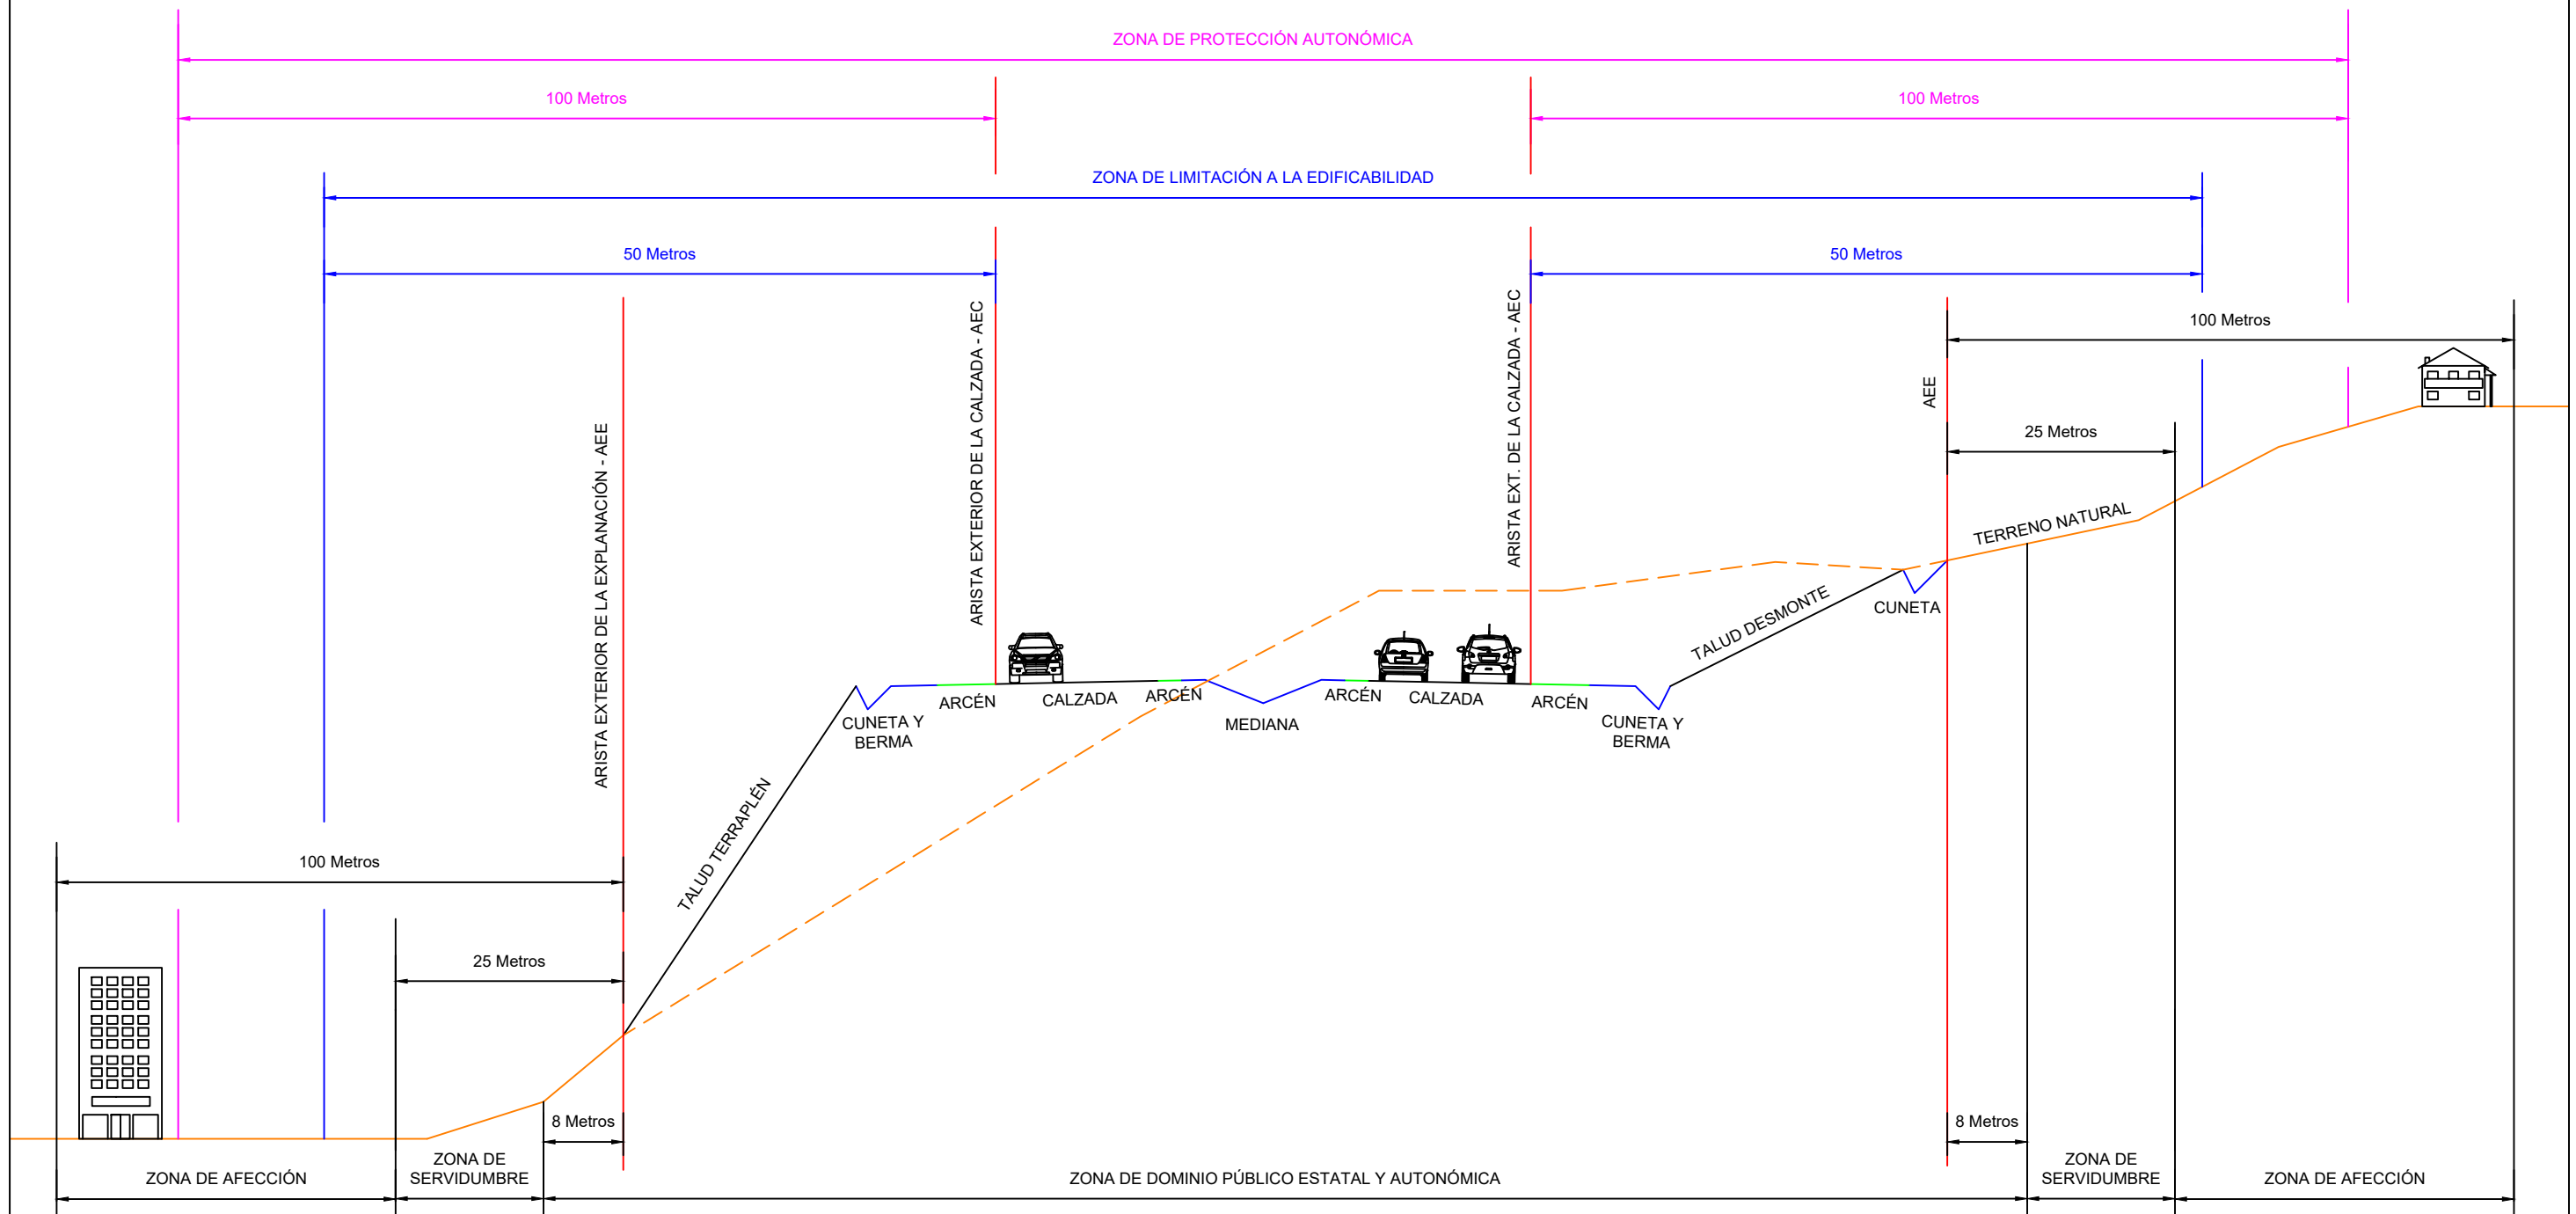 ZONA DE PROTECCIÓN AUTONÓMICA
100 Metros
100 Metros
ZONA DE LIMITACIÓN A LA EDIFICABILIDAD
50 Metros
50 Metros
ARISTA EXTERIOR DE LA EXPLANACIÓN - AEE
ARISTA EXTERIOR DE LA CALZADA - AEC
ARISTA EXT. DE LA CALZADA - AEC
AEE
100 Metros
25 Metros
TERRENO NATURAL
TALUD DESMONTE
CUNETA
CUNETA Y
BERMA
ARCÉN
CALZADA
ARCÉN
MEDIANA
ARCÉN
CALZADA
ARCÉN
CUNETA Y
BERMA
TALUD TERRAPLÉN
100 Metros
25 Metros
8 Metros
8 Metros
ZONA DE AFECCIÓN
ZONA DE
SERVIDUMBRE
ZONA DE DOMINIO PÚBLICO ESTATAL Y AUTONÓMICA
ZONA DE
SERVIDUMBRE
ZONA DE AFECCIÓN